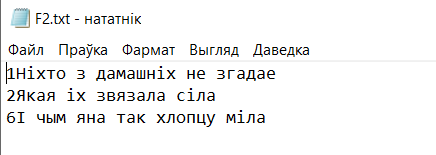 F2.txt - нататнік
Файл Праўка Фармат Выгляд Даведка
1Ніхто з дамашніх не згадае
2Якая іх звязала сіла
6І чым яна так хлопцу міла